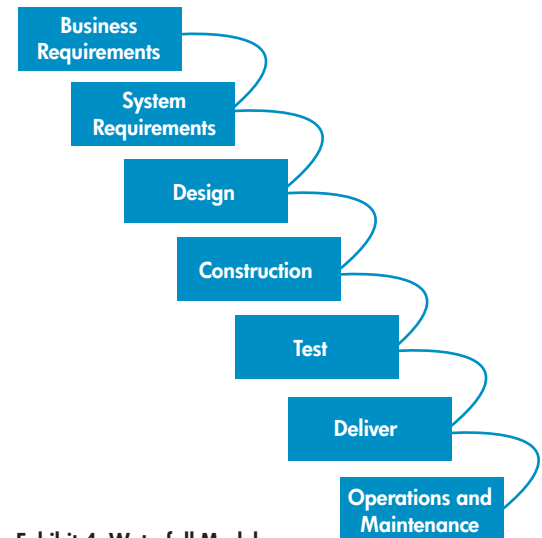 Business
Requirements
System
Requirements
Design
Construction
Test
Deliver
Operations and
Maintenance